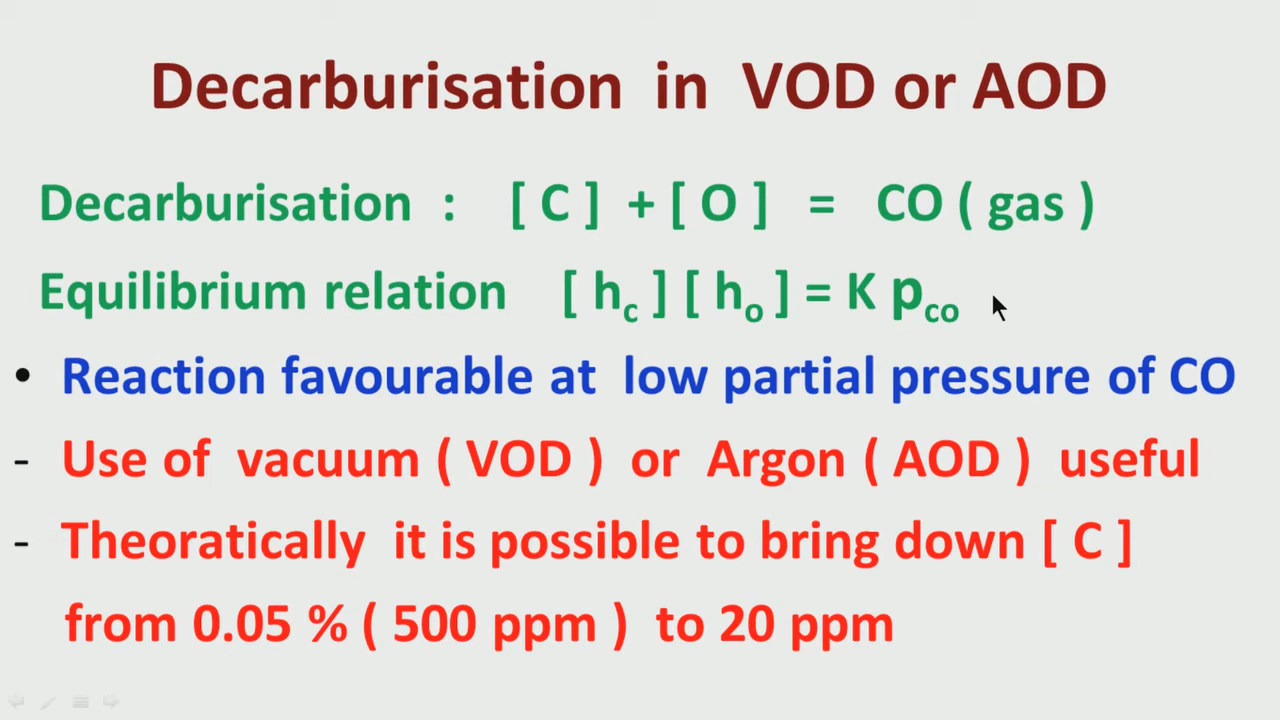 Decarburisation in VOD or AOD
Decarburisation : [ C ] + [ O ] = CO ( gas )
Equilibrium relation [ hc ] [ ho ] = K pco
• Reaction favourable at low partial pressure of CO
- Use of vacuum ( VOD ) or Argon ( AOD ) useful
- Theoratically it is possible to bring down [ C ]
from 0.05 % ( 500 ppm ) to 20 ppm